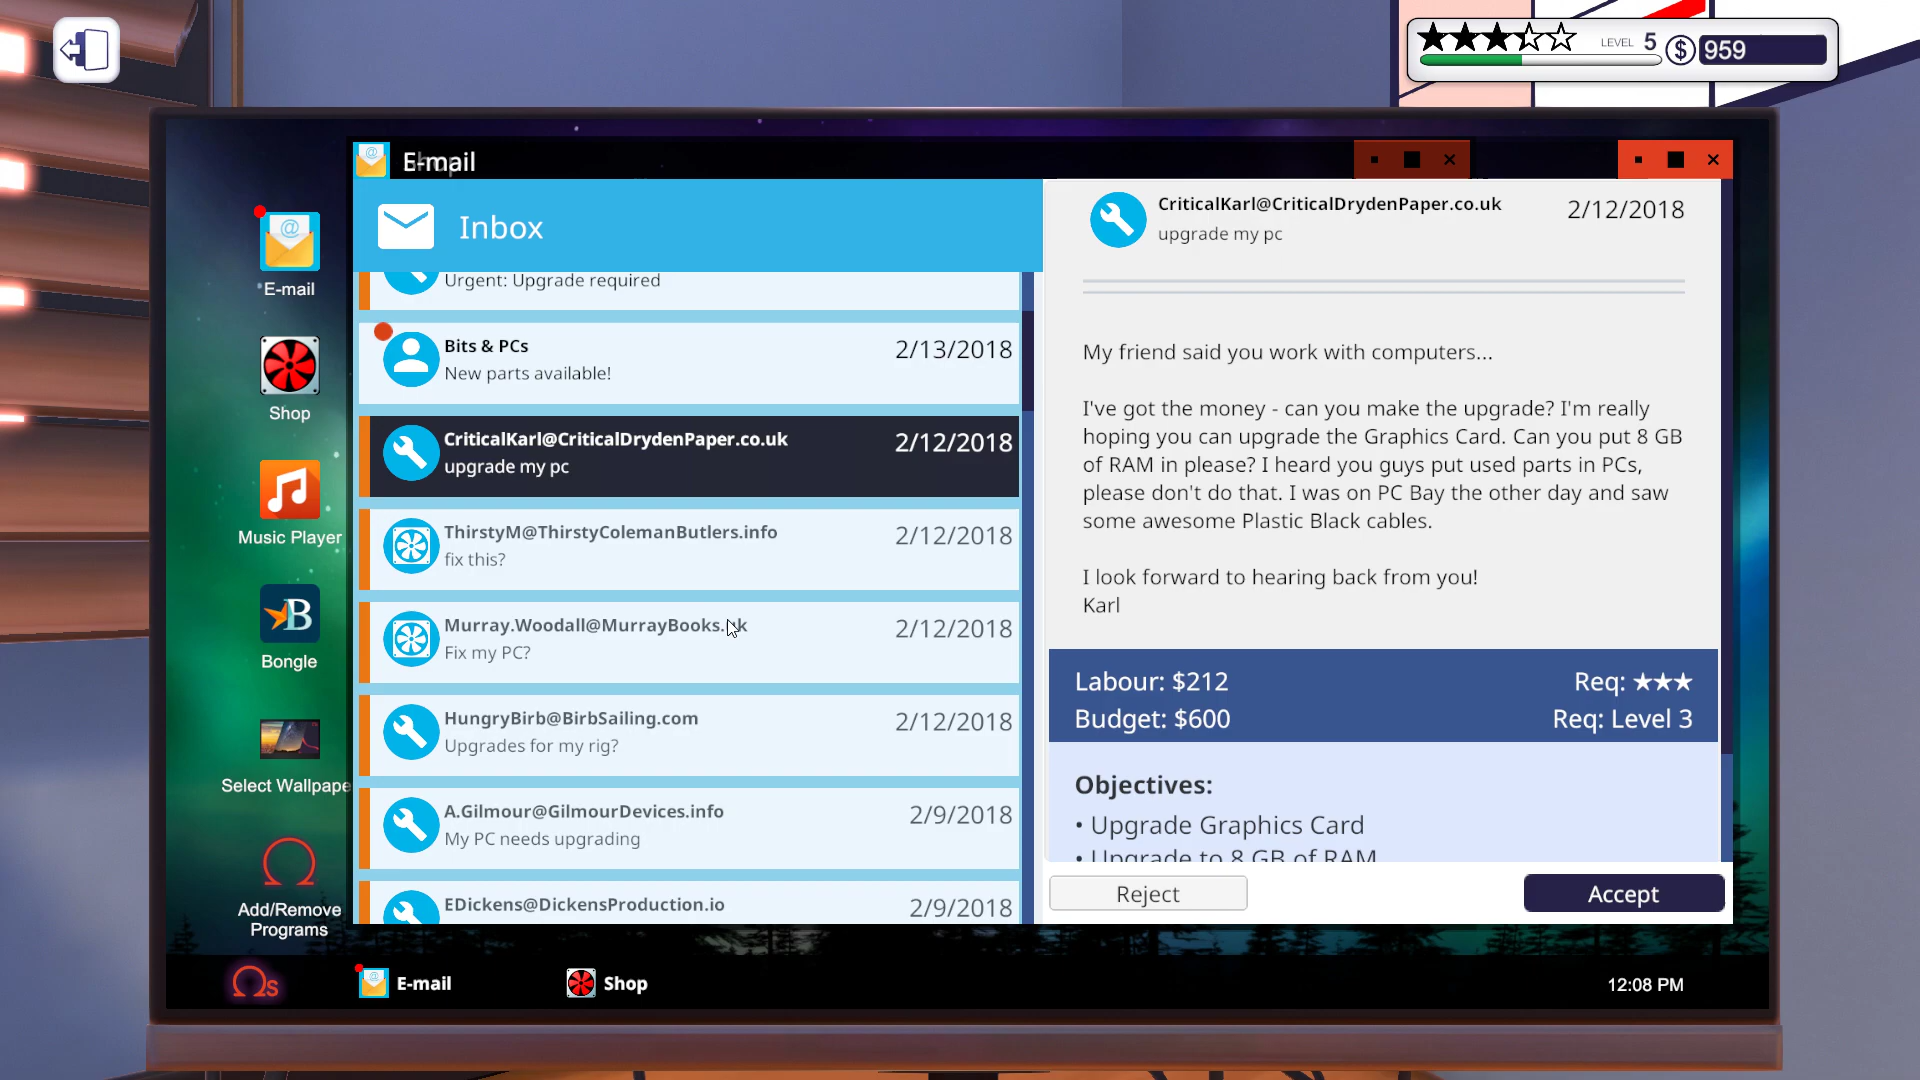 LEVEL 5
$ 959
E-mail
Inbox
E-mail
Shop
Music Player
Bongle
Select Wallpape
Add/Remove
Programs
Urgent: Upgrade required
Bits & PCs
2/13/2018
New parts available!
CriticalKarl@CriticalDrydenPaper.co.uk
2/12/2018
upgrade my pc
ThirstyM@ThirstyColemanButlers.info
2/12/2018
fix this?
Murray.Woodall@MurrayBooks.uk
2/12/2018
Fix my PC?
HungryBirb@BirbSailing.com
2/12/2018
Upgrades for my rig?
A.Gilmour@GilmourDevices.info
2/9/2018
My PC needs upgrading
EDickens@DickensProduction.io
2/9/2018
CriticalKarl@CriticalDrydenPaper.co.uk
2/12/2018
upgrade my pc
My friend said you work with computers...
I've got the money - can you make the upgrade? I'm really
hoping you can upgrade the Graphics Card. Can you put 8 GB
of RAM in please? I heard you guys put used parts in PCs,
please don't do that. I was on PC Bay the other day and saw
some awesome Plastic Black cables.
I look forward to hearing back from you!
Karl
Labour: $212
Req: ★★★
Budget: $600
Req: Level 3
Objectives:
• Upgrade Graphics Card
• Upgrade to 8 GB of RAM
Reject
Accept
Ωs
E-mail
Shop
12:08 PM